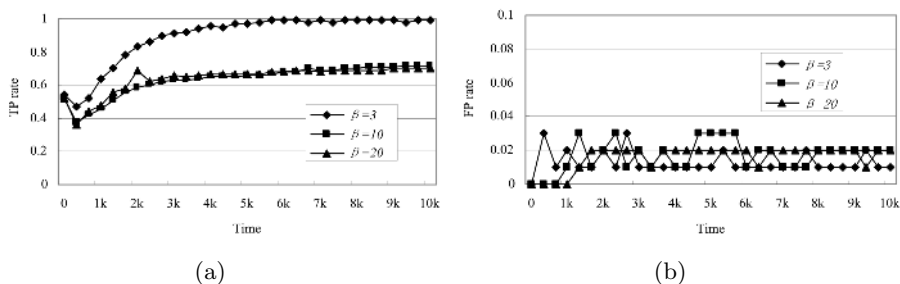 1
0.8
0.6
0.4
0.2
0
TP rate
β=3
β=10
β=20
0 1k 2k 3k 4k 5k 6k 7k 8k 9k 10k
Time
(a)
0.1
0.08
0.06
0.04
0.02
0
FP rate
β=3
β=10
β=20
0 1k 2k 3k 4k 5k 6k 7k 8k 9k 10k
Time
(b)